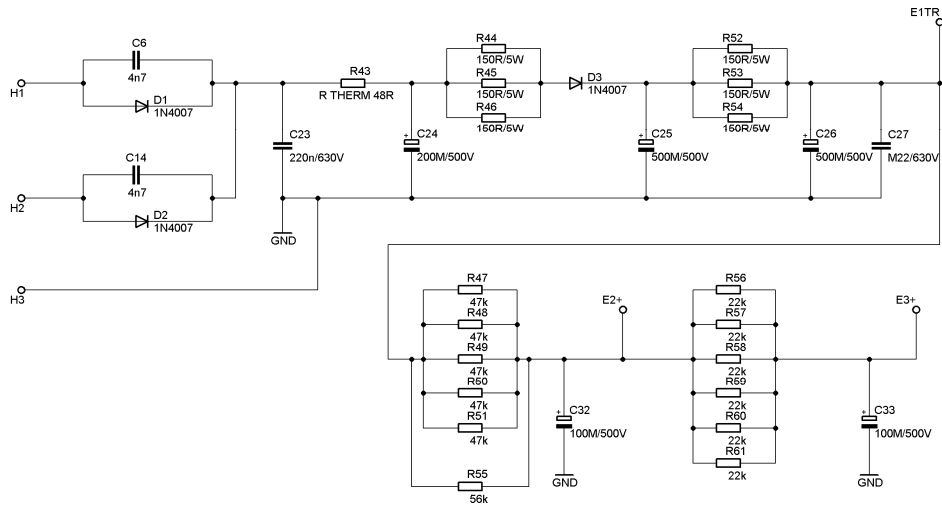 E1TR
C6
4n7
H1
D1
1N4007
R43
R THERM 48R
R44
150R/5W
R45
150R/5W
R46
150R/5W
D3
1N4007
R52
150R/5W
R53
150R/5W
R54
150R/5W
C23
220n/630V
C24
200M/500V
C25
500M/500V
C26
500M/500V
C27
M22/630V
C14
4n7
H2
D2
1N4007
GND
H3
R47
47k
R48
47k
R49
47k
R50
47k
R51
47k
R55
56k
E2+
C32
100M/500V
GND
R56
22k
R57
22k
R58
22k
R59
22k
R60
22k
R61
22k
E3+
C33
100M/500V
GND